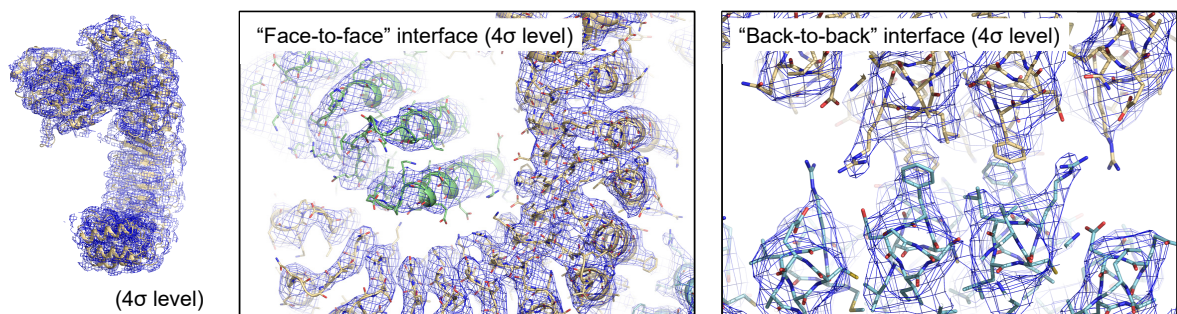 (4σ level)
“Face-to-face” interface (4σ level)
“Back-to-back” interface (4σ level)